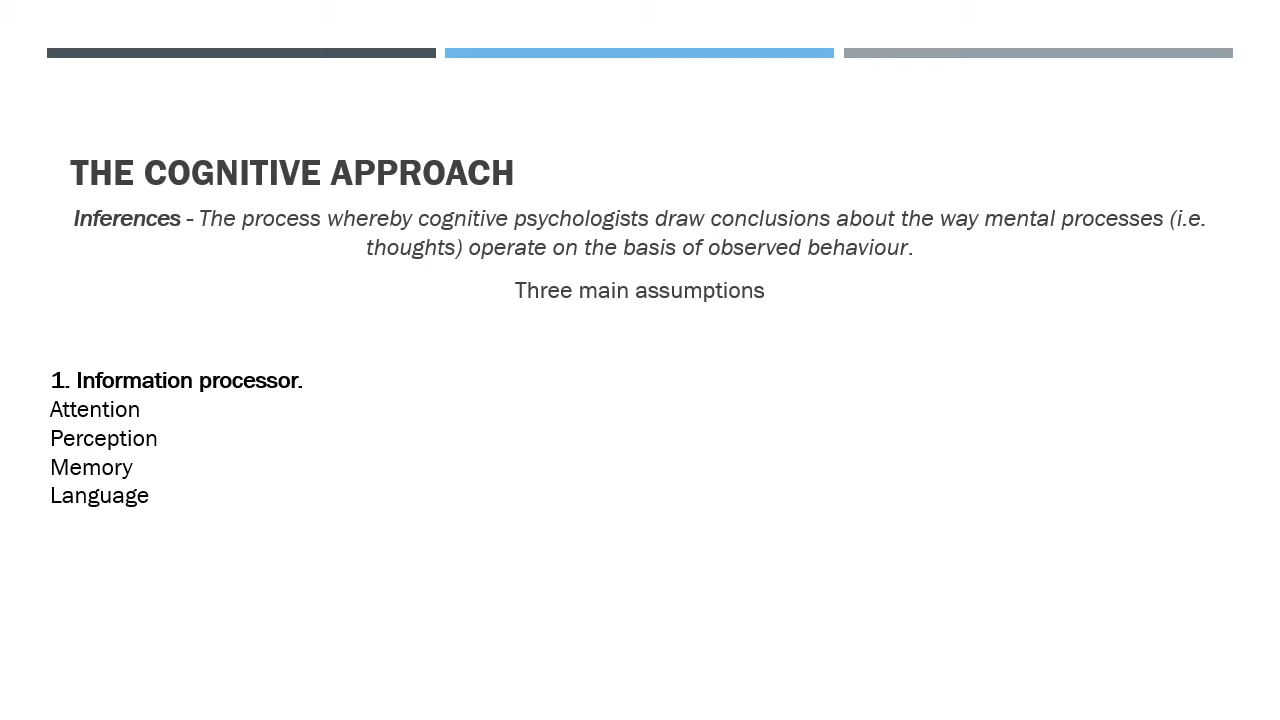 THE COGNITIVE APPROACH
Inferences - The process whereby cognitive psychologists draw conclusions about the way mental processes (i.e.
thoughts) operate on the basis of observed behaviour.
Three main assumptions
1. Information processor.
Attention
Perception
Memory
Language